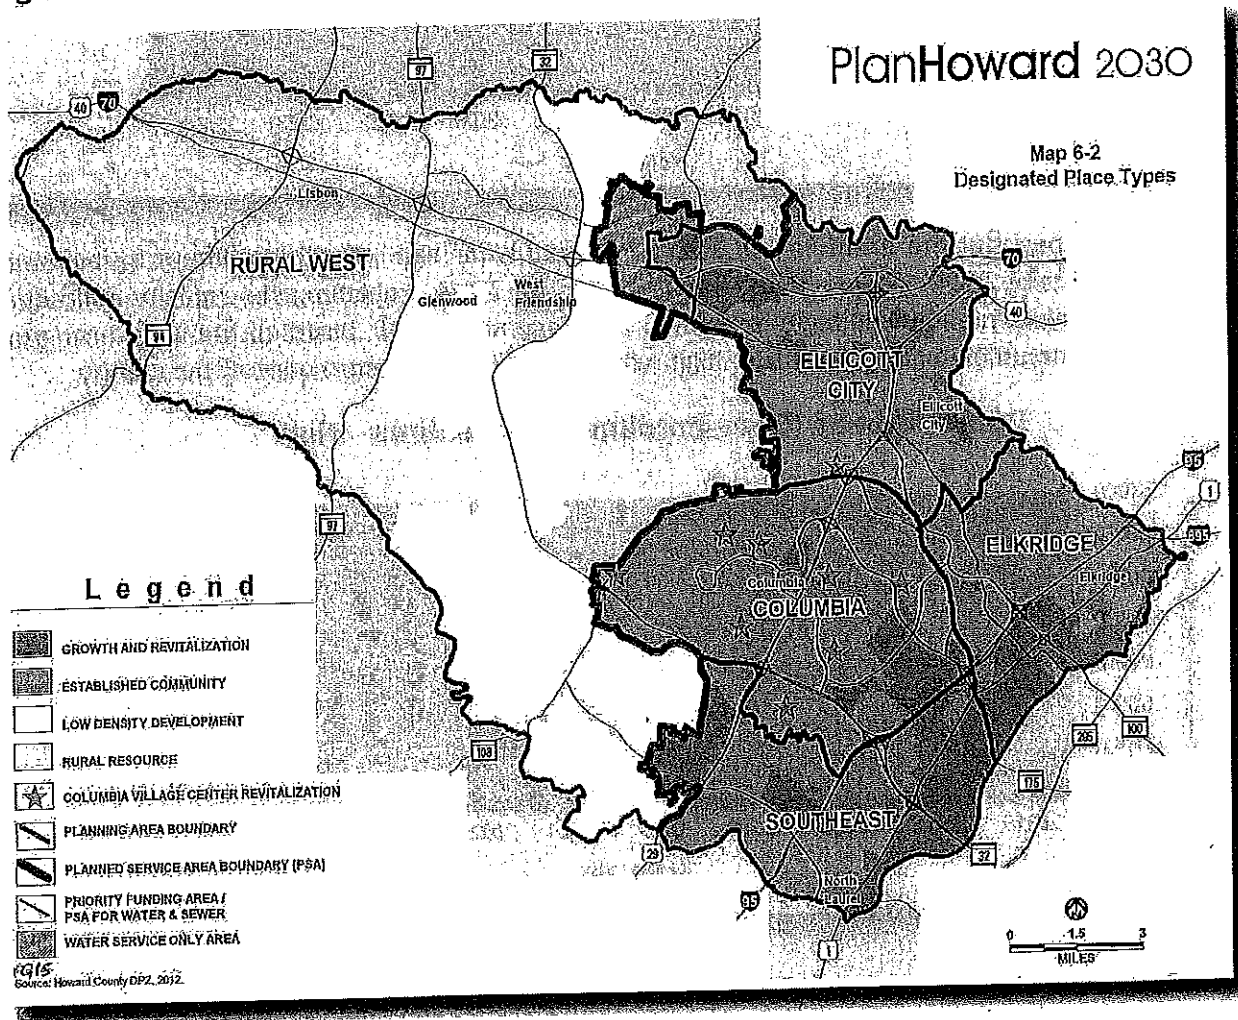 PlanHoward 2030
Map 6-2
Designated Place Types
40
70
97
32
Lisbon
RURAL WEST
Glenwood
West
Friendship
94
70
40
ELLICOTT
CITY
Ellicott
City
95
1
895
97
ELKRIDGE
Elkridge
Columbia
COLUMBIA
Legend
GROWTH AND REVITALIZATION
ESTABLISHED COMMUNITY
LOW DENSITY DEVELOPMENT
RURAL RESOURCE
COLUMBIA VILLAGE CENTER REVITALIZATION
PLANNING AREA BOUNDARY
PLANNED SERVICE AREA BOUNDARY (PSA)
PRIORITY FUNDING AREA /
PSA FOR WATER & SEWER
WATER SERVICE ONLY AREA
Source: Howard County DPZ, 2012.
108
100
295
175
SOUTHEAST
29
32
North
Laurel
95
1
0 1.5 3
MILES